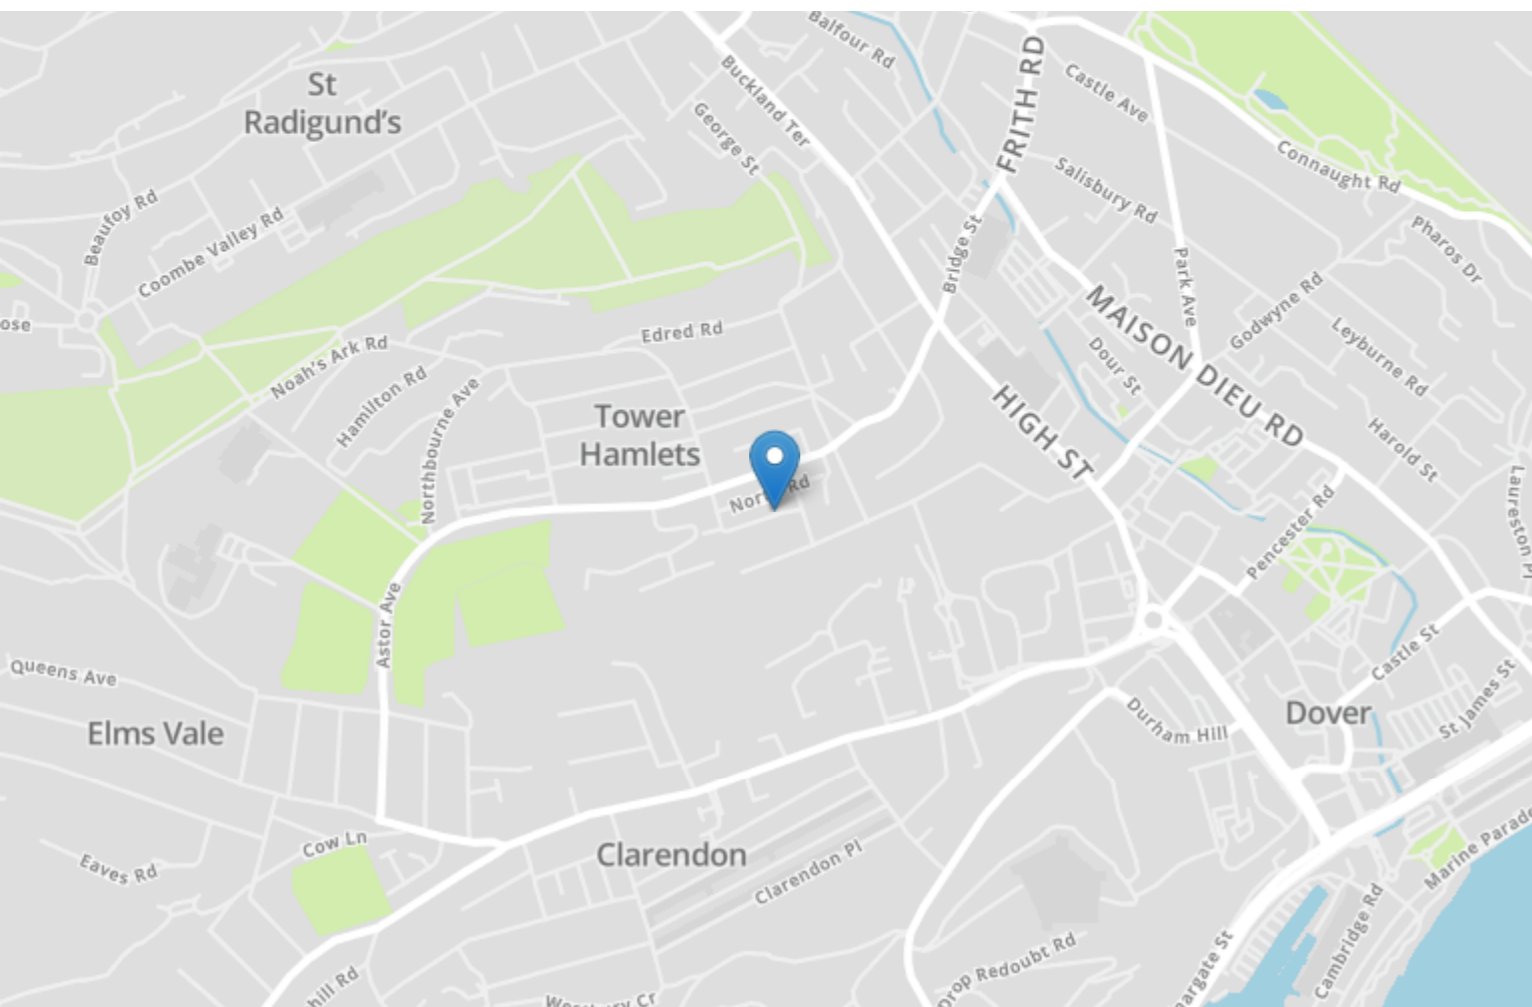 Balfour Rd
St
Radigund's
Buckland Ter
FRITH RD
Castle Ave
George St
Connaught Rd
Salisbury Rd
Beaufoy Rd
Coombe Valley Rd
Bridge St
Pharos Dr
Park Ave
Godwyne Rd
ose
Edred Rd
MAISON DIEU RD
Leyburne Rd
Noah's Ark Rd
Dour St
Hamilton Rd
Northbourne Ave
Tower
Hamlets
HIGH ST
Harold St
Laureston Pl
Pencester Rd
Astor Ave
Castle St
Queens Ave
St James St
Elms Vale
Durham Hill
Dover
Cow Ln
Marine Parade
Eaves Rd
Clarendon
Clarendon Pl
Cambridge Rd
Drop Redoubt Rd
hill Rd